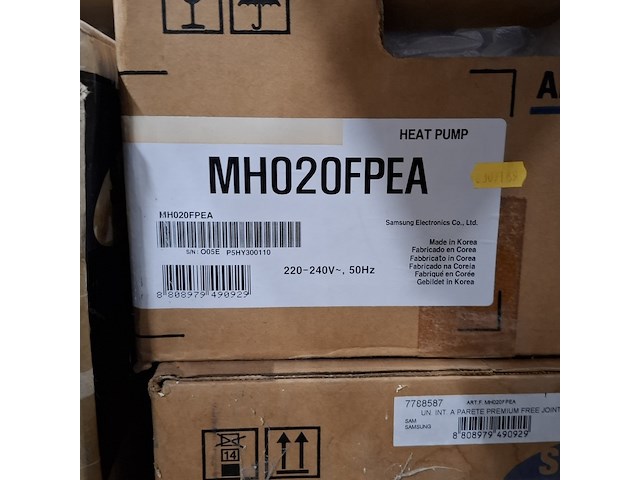 HEAT PUMP
MH020FPEA
MH020FPEA
Samsung Electronics Co., Ltd.
S/N: O05E P5HY300110
Made in Korea
Fabricado en Corea
Fabbricato in Corea
Fabricado na Coreia
Fabriqué en Corée
Gebildet in Korea
220-240V~, 50Hz
8 808979 490929
7768587
ART.F. MH020FPEA
UN. INT. A PARETE PREMIUM FREE JOINT
SAM
SAMSUNG
8 808979 490929
14